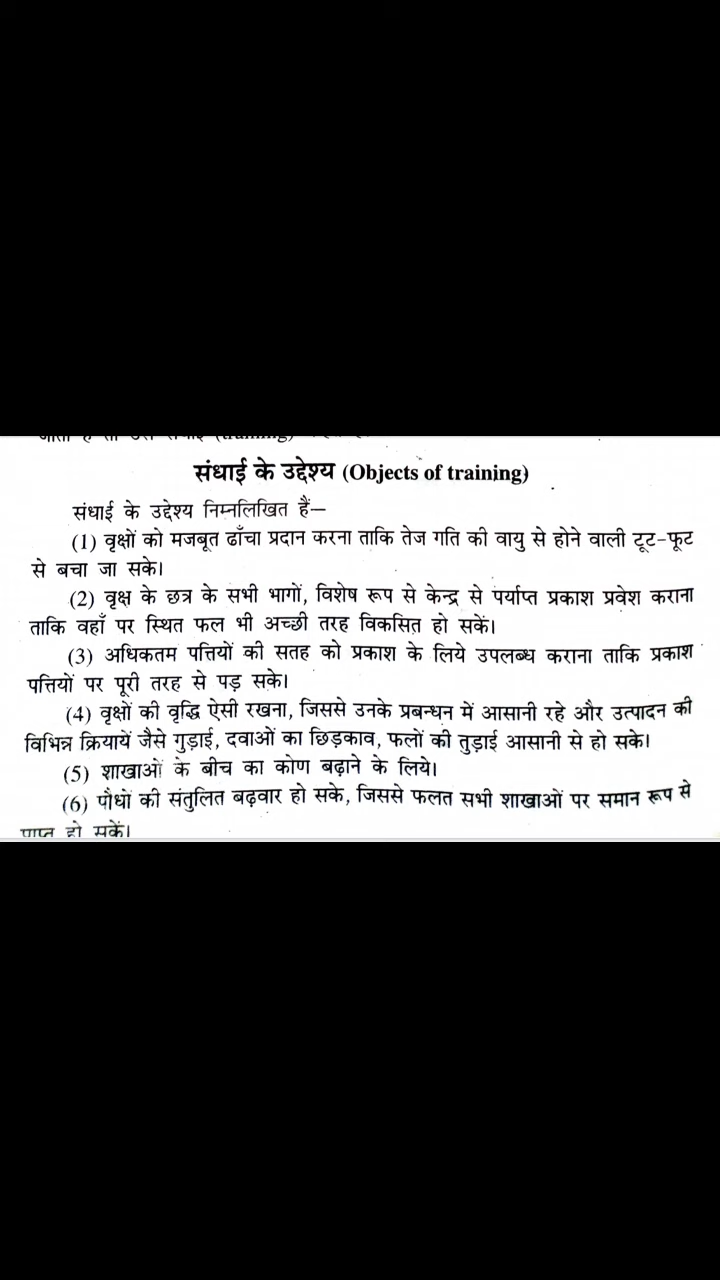 संधाई के उद्देश्य (Objects of training)
संधाई के उद्देश्य निम्नलिखित हैं–
(1) वृक्षों को मजबूत ढाँचा प्रदान करना ताकि तेज गति की वायु से होने वाली टूट-फूट
से बचा जा सके।
(2) वृक्ष के छत्र के सभी भागों, विशेष रूप से केन्द्र से पर्याप्त प्रकाश प्रवेश कराना
ताकि वहाँ पर स्थित फल भी अच्छी तरह विकसित हो सकें।
(3) अधिकतम पत्तियों की सतह को प्रकाश के लिये उपलब्ध कराना ताकि प्रकाश
पत्तियों पर पूरी तरह से पड़ सके।
(4) वृक्षों की वृद्धि ऐसी रखना, जिससे उनके प्रबन्धन में आसानी रहे और उत्पादन की
विभिन्न क्रियायें जैसे गुड़ाई, दवाओं का छिड़काव, फलों की तुड़ाई आसानी से हो सके।
(5) शाखाओं के बीच का कोण बढ़ाने के लिये।
(6) पौधों की संतुलित बढ़वार हो सके, जिससे फलत सभी शाखाओं पर समान रूप से
प्राप्त हो सकें।